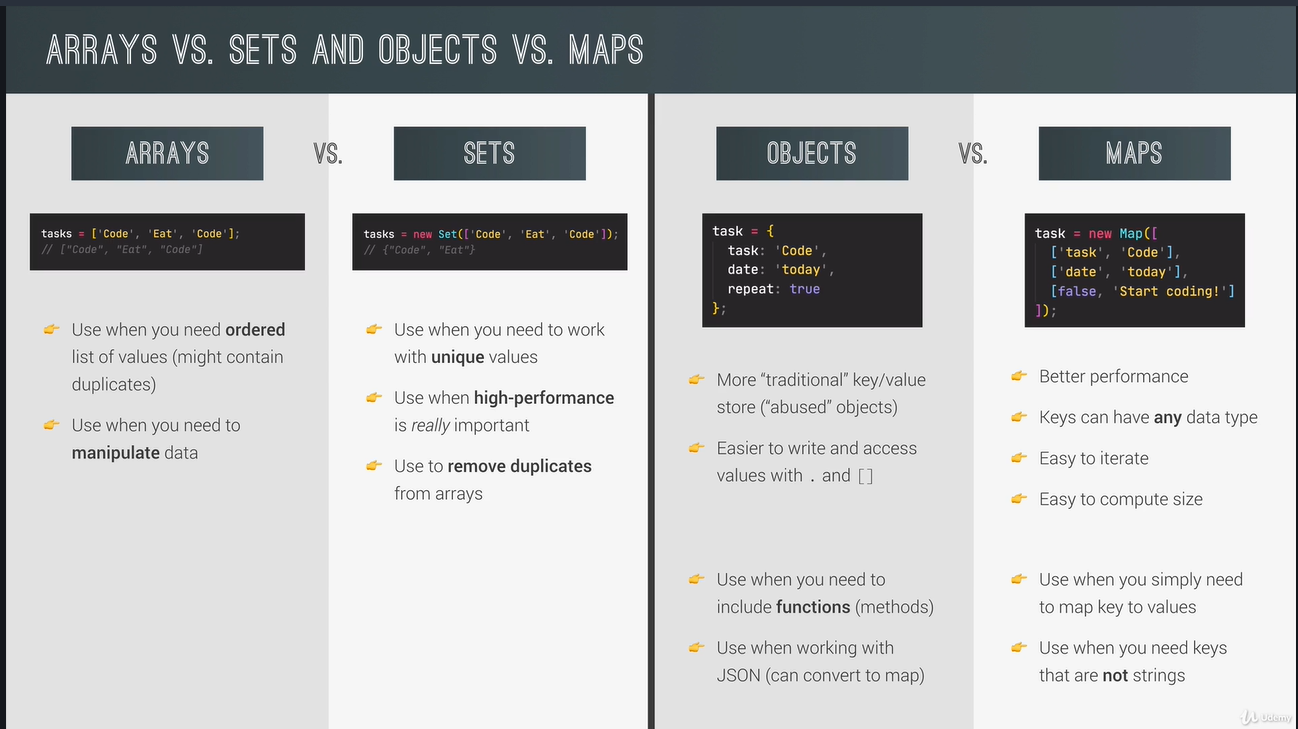 ARRAYS VS. SETS AND OBJECTS VS. MAPS
ARRAYS
VS.
SETS
tasks = ['Code', 'Eat', 'Code'];
// ["Code", "Eat", "Code"]
tasks = new Set(['Code', 'Eat', 'Code']);
// {"Code", "Eat"}
Use when you need ordered
list of values (might contain
duplicates)
Use when you need to
manipulate data
Use when you need to work
with unique values
Use when high-performance
is really important
Use to remove duplicates
from arrays
OBJECTS
VS.
MAPS
task = {
task: 'Code',
date: 'today',
repeat: true
};
More “traditional” key/value
store (“abused” objects)
Easier to write and access
values with . and []
Use when you need to
include functions (methods)
Use when working with
JSON (can convert to map)
task = new Map([
['task', 'Code'],
['date', 'today'],
[false, 'Start coding!']
]);
Better performance
Keys can have any data type
Easy to iterate
Easy to compute size
Use when you simply need
to map key to values
Use when you need keys
that are not strings
Udemy